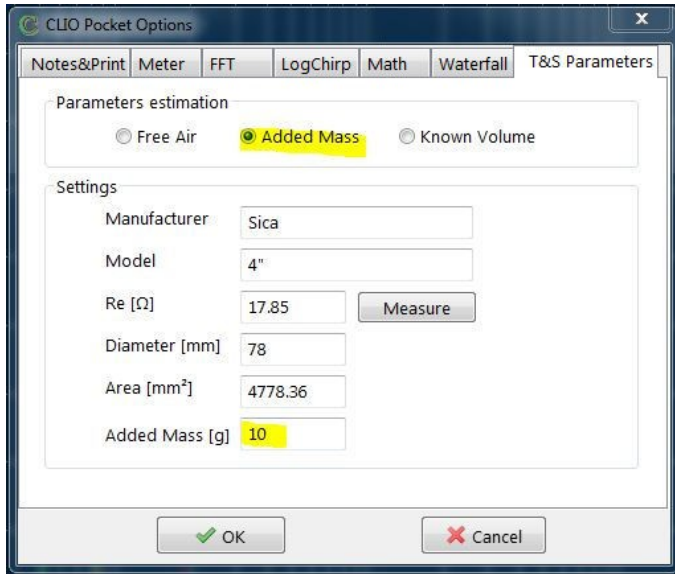 CLIO Pocket Options
x
Notes&Print Meter FFT LogChirp Math Waterfall T&S Parameters
Parameters estimation
Free Air Added Mass Known Volume
Settings
Manufacturer Sica
Model 4"
Re [Ω] 17.85 Measure
Diameter [mm] 78
Area [mm²] 4778.36
Added Mass [g] 10
OK Cancel